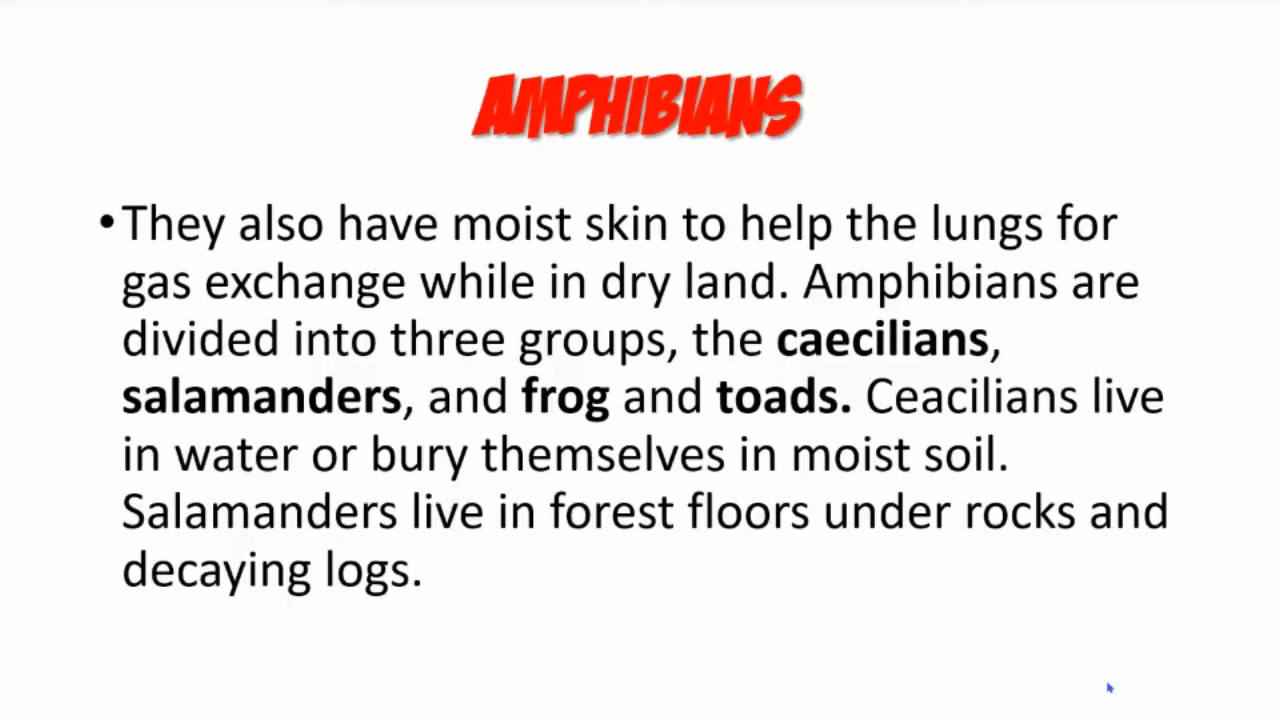 AMPHIBIANS
•They also have moist skin to help the lungs for
gas exchange while in dry land. Amphibians are
divided into three groups, the caecilians,
salamanders, and frog and toads. Ceacilians live
in water or bury themselves in moist soil.
Salamanders live in forest floors under rocks and
decaying logs.